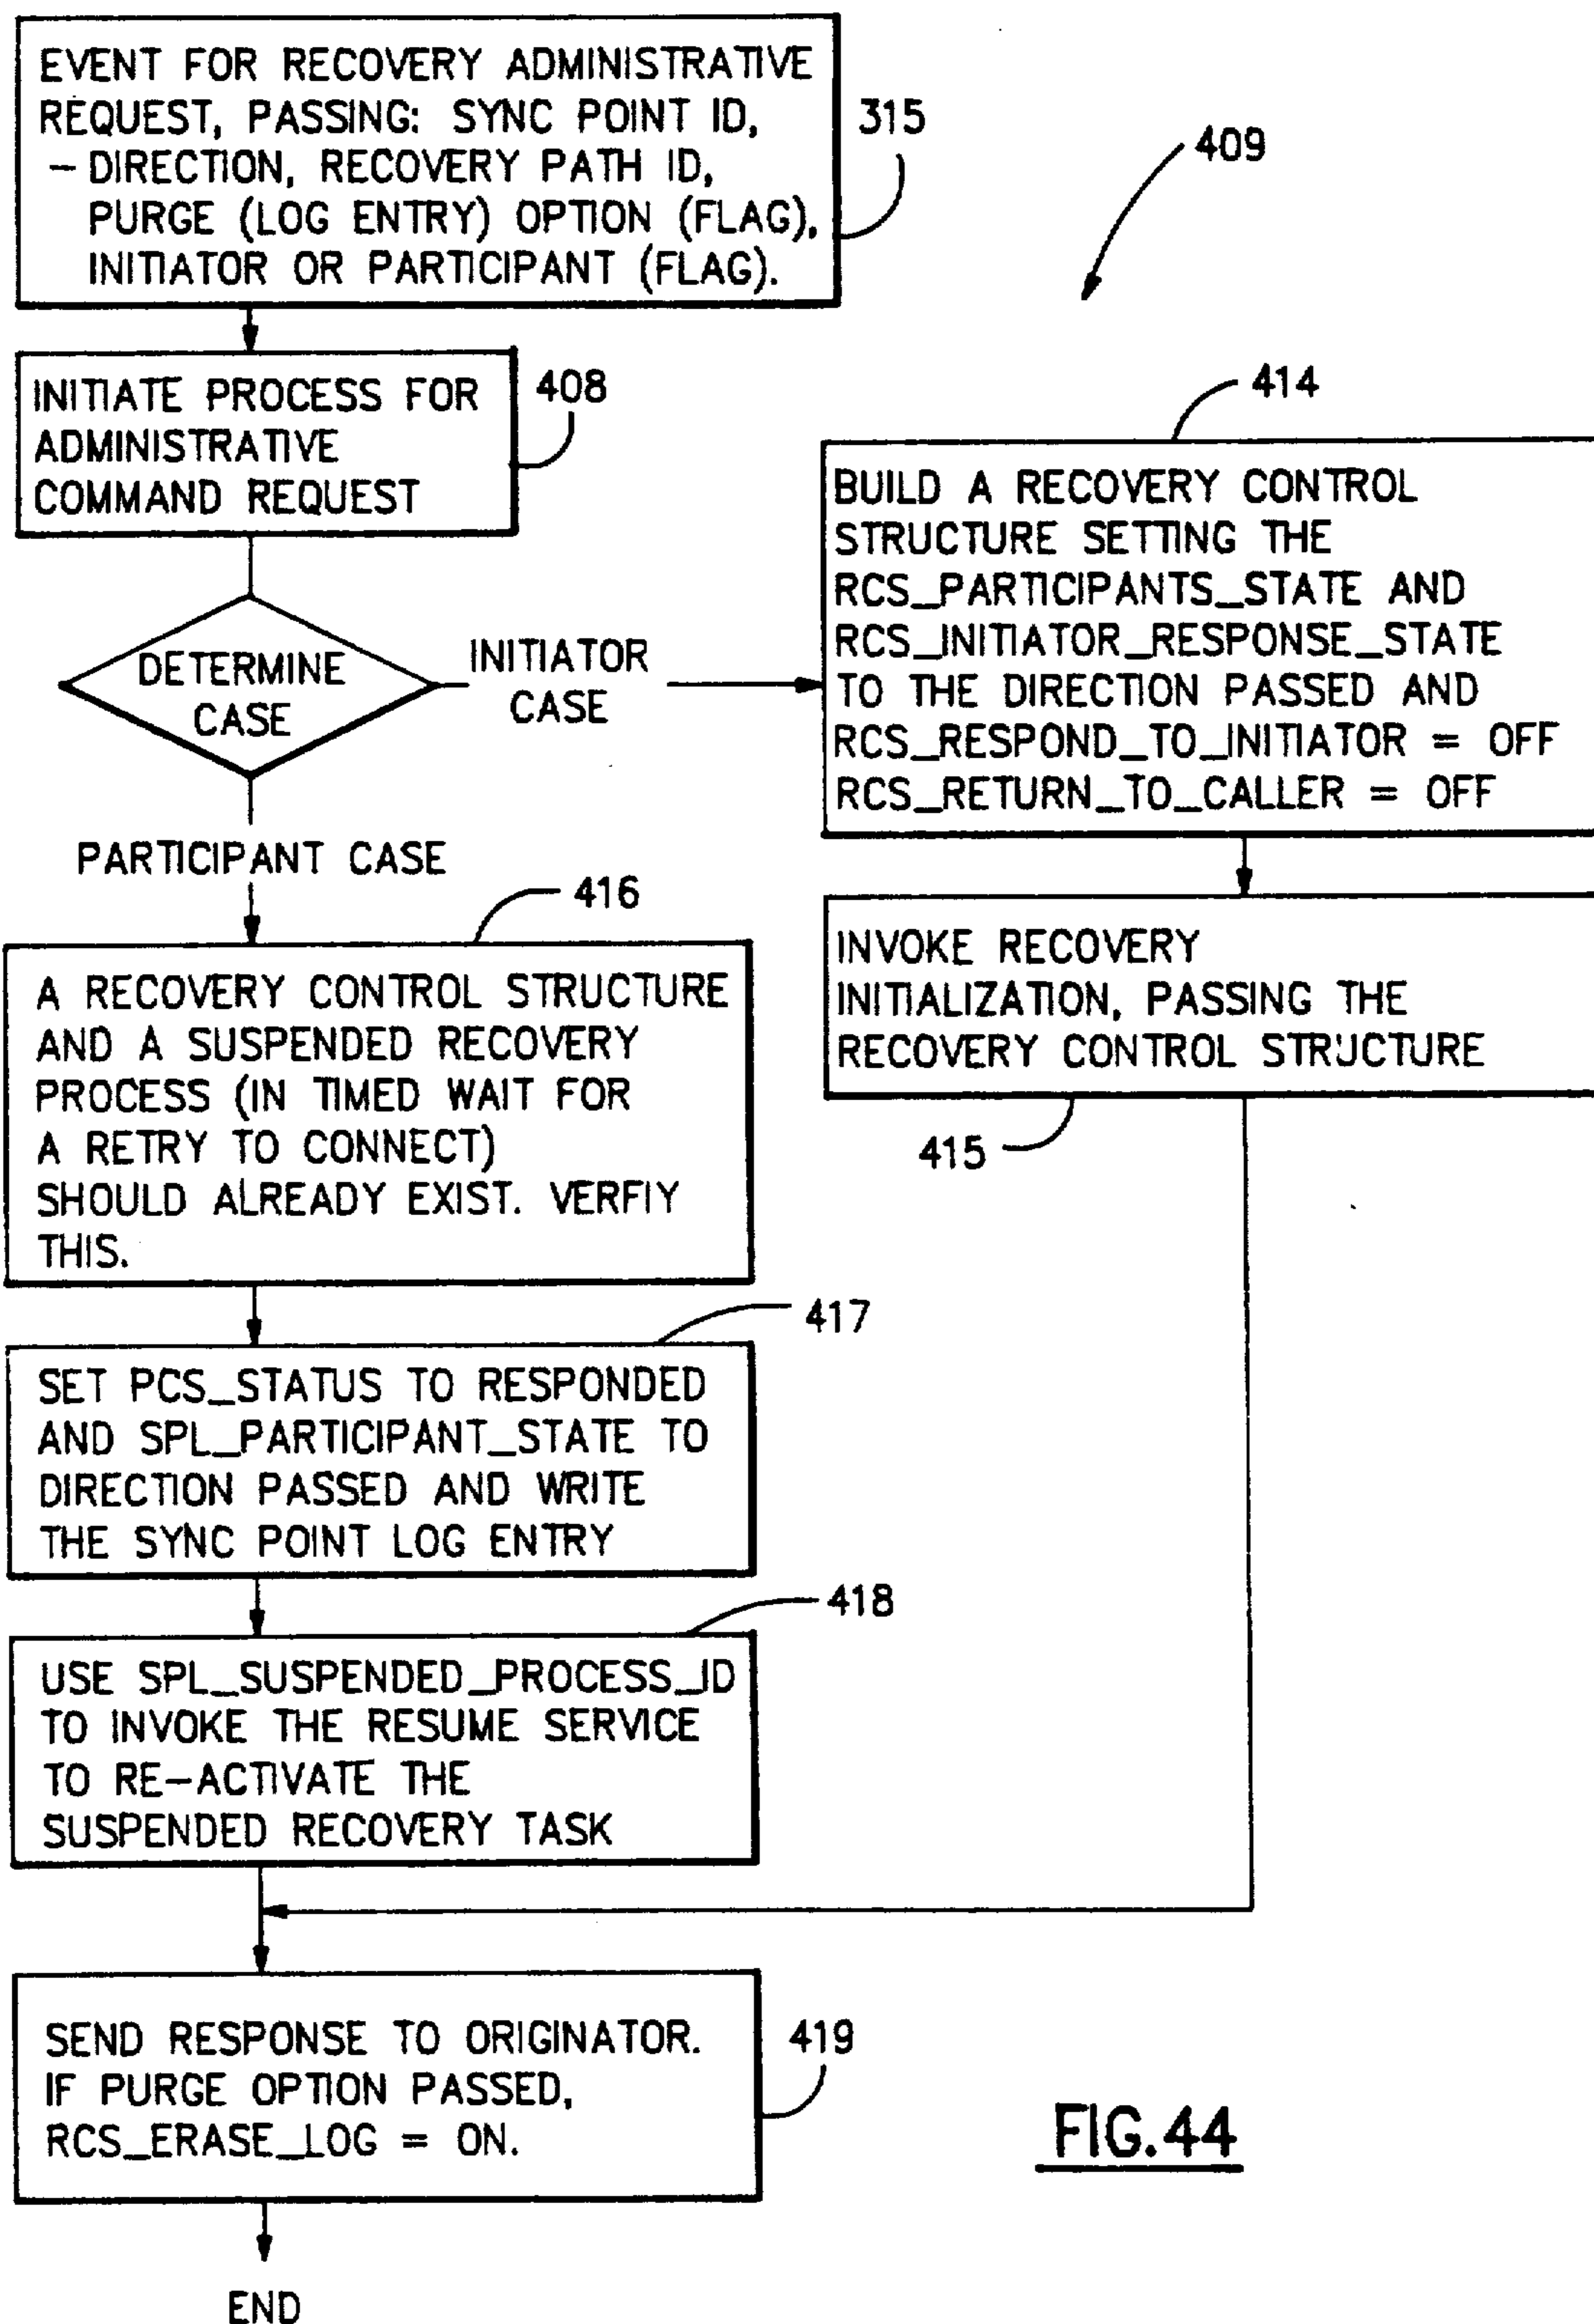 EVENT FOR RECOVERY ADMINISTRATIVE
REQUEST, PASSING: SYNC POINT ID,
– DIRECTION, RECOVERY PATH ID,
PURGE (LOG ENTRY) OPTION (FLAG),
INITIATOR OR PARTICIPANT (FLAG).
315
409
INITIATE PROCESS FOR
ADMINISTRATIVE
COMMAND REQUEST
408
DETERMINE
CASE
INITIATOR
CASE
414
BUILD A RECOVERY CONTROL
STRUCTURE SETTING THE
RCS_PARTICIPANTS_STATE AND
RCS_INITIATOR_RESPONSE_STATE
TO THE DIRECTION PASSED AND
RCS_RESPOND_TO_INITIATOR = OFF
RCS_RETURN_TO_CALLER = OFF
INVOKE RECOVERY
INITIALIZATION, PASSING THE
RECOVERY CONTROL STRUCTURE
415
PARTICIPANT CASE
416
A RECOVERY CONTROL STRUCTURE
AND A SUSPENDED RECOVERY
PROCESS (IN TIMED WAIT FOR
A RETRY TO CONNECT)
SHOULD ALREADY EXIST. VERFIY
THIS.
417
SET PCS_STATUS TO RESPONDED
AND SPL_PARTICIPANT_STATE TO
DIRECTION PASSED AND WRITE
THE SYNC POINT LOG ENTRY
418
USE SPL_SUSPENDED_PROCESS_ID
TO INVOKE THE RESUME SERVICE
TO RE–ACTIVATE THE
SUSPENDED RECOVERY TASK
SEND RESPONSE TO ORIGINATOR.
IF PURGE OPTION PASSED,
RCS_ERASE_LOG = ON.
419
END
FIG.44